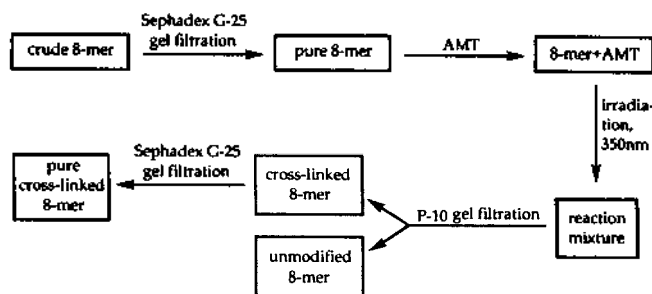 crude 8-mer
Sephadex G-25
gel filtration
pure 8-mer
AMT
8-mer+AMT
irradia-
tion,
350nm
reaction
mixture
P-10 gel filtration
cross-linked
8-mer
unmodified
8-mer
Sephadex G-25
gel filtration
pure
cross-linked
8-mer